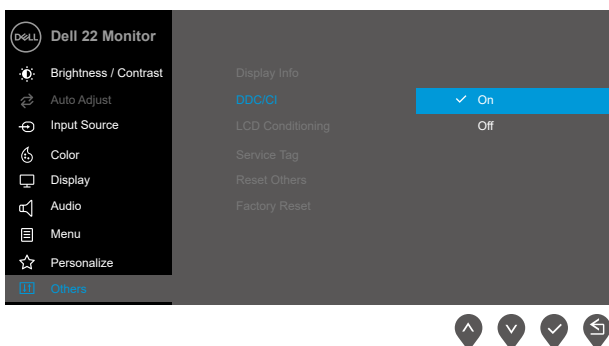 DELL Dell 22 Monitor
Brightness / Contrast
Auto Adjust
Input Source
Color
Display
Audio
Menu
Personalize
Others
Display Info
DDC/CI
LCD Conditioning
Service Tag
Reset Others
Factory Reset
On
Off